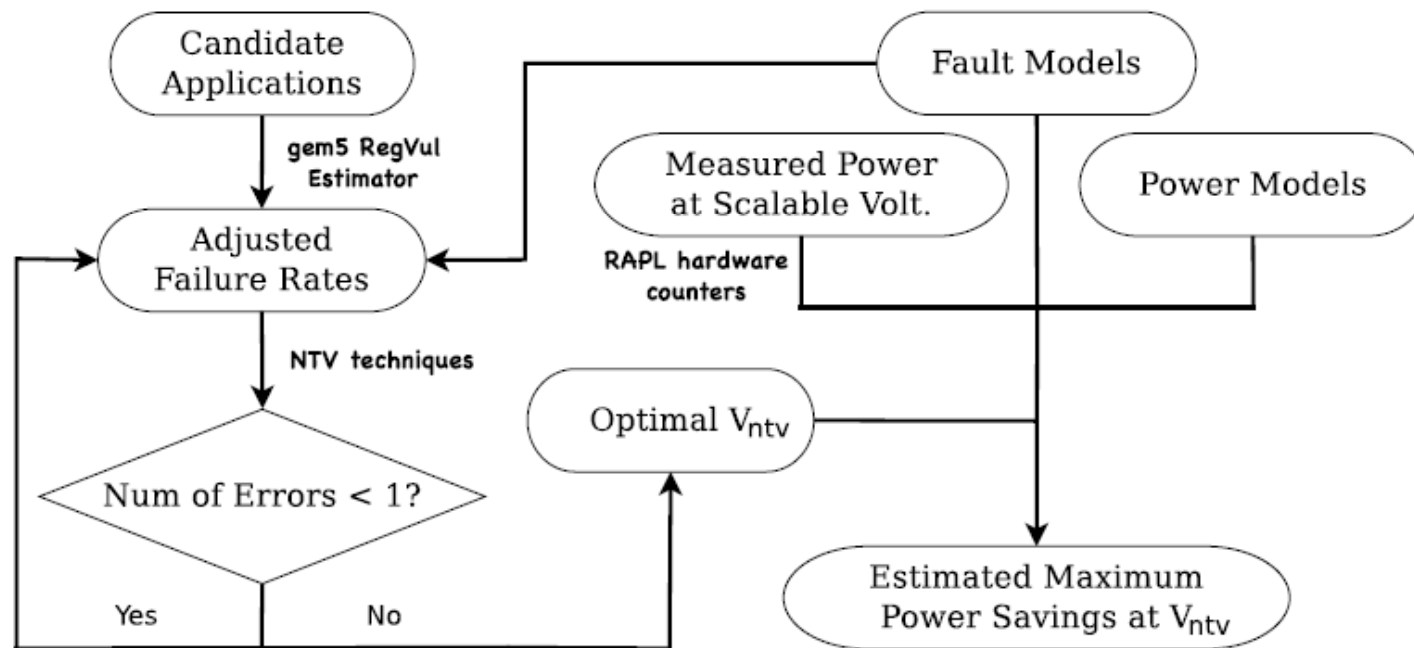 Candidate
Applications
Fault Models
gem5 RegVul
Estimator
Measured Power
at Scalable Volt.
Power Models
Adjusted
Failure Rates
RAPL hardware
counters
NTV techniques
Optimal Vntv
Num of Errors < 1?
Yes
No
Estimated Maximum
Power Savings at Vntv